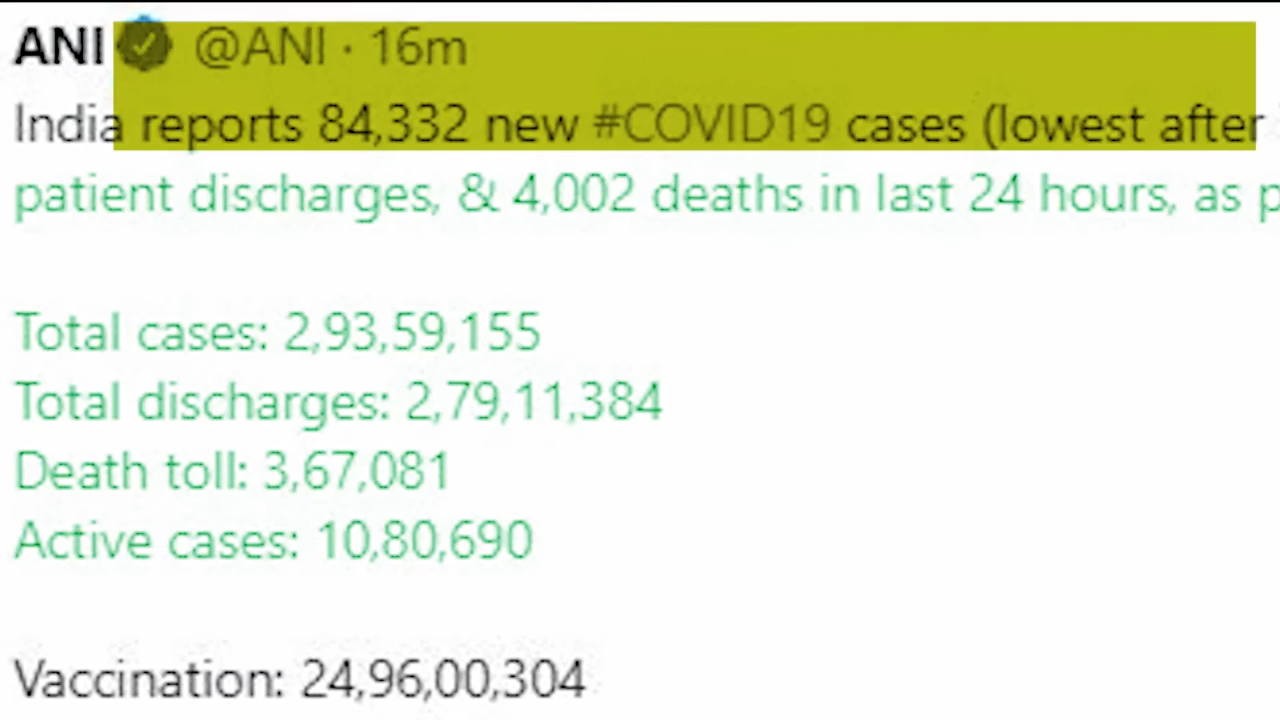 ANI @ANI · 16m
India reports 84,332 new #COVID19 cases (lowest after
patient discharges, & 4,002 deaths in last 24 hours, as p
Total cases: 2,93,59,155
Total discharges: 2,79,11,384
Death toll: 3,67,081
Active cases: 10,80,690
Vaccination: 24,96,00,304